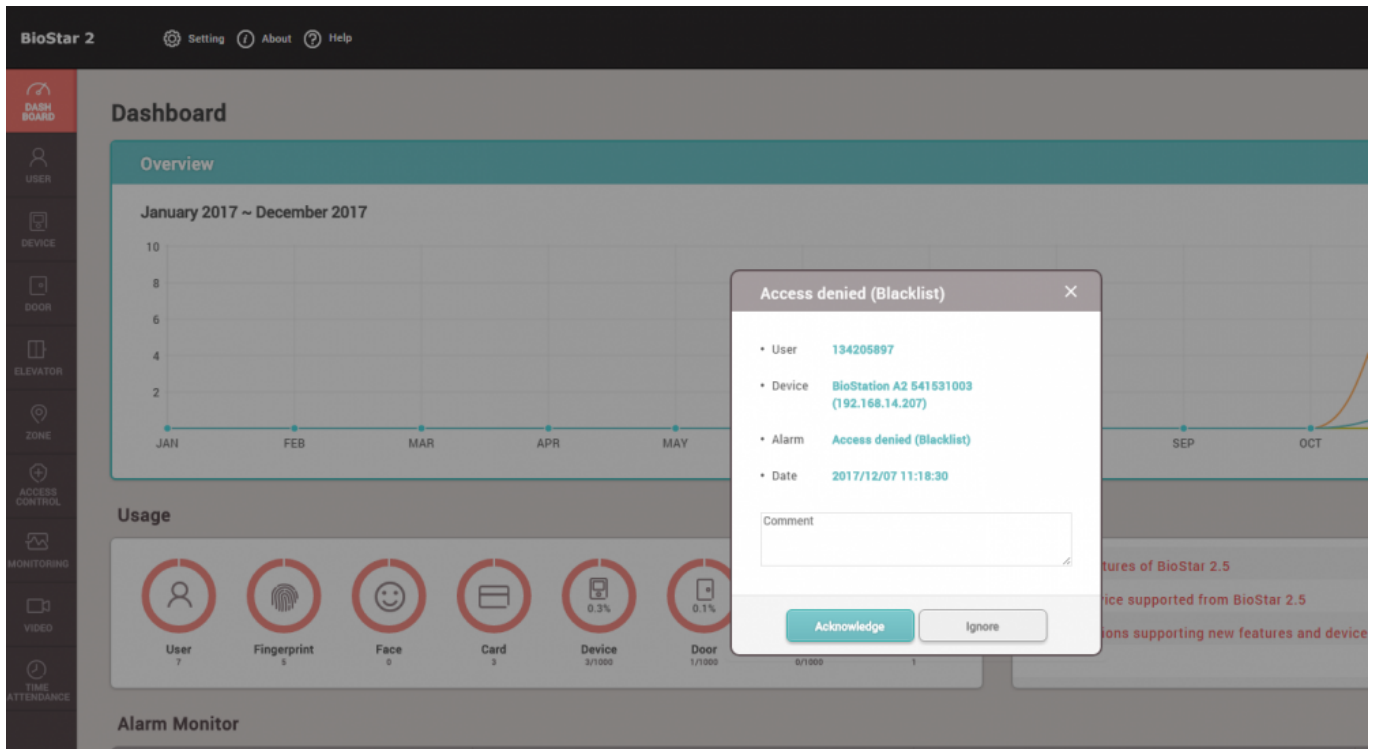 BioStar 2
Setting
About
Help
DASH
BOARD
USER
DEVICE
DOOR
ELEVATOR
ZONE
ACCESS
CONTROL
MONITORING
VIDEO
TIME
ATTENDANCE
Dashboard
Overview
January 2017 ~ December 2017
10
8
6
4
2
JAN FEB MAR APR MAY SEP OCT
Access denied (Blacklist)
• User 134205897
• Device BioStation A2 541531003
(192.168.14.207)
• Alarm Access denied (Blacklist)
• Date 2017/12/07 11:18:30
Comment
Acknowledge Ignore
Usage
0.3% 0.1%
User Fingerprint Face Card Device Door
7 5 0 3 3/1000 1/1000 0/1000 1
tures of BioStar 2.5
ice supported from BioStar 2.5
ions supporting new features and device
Alarm Monitor